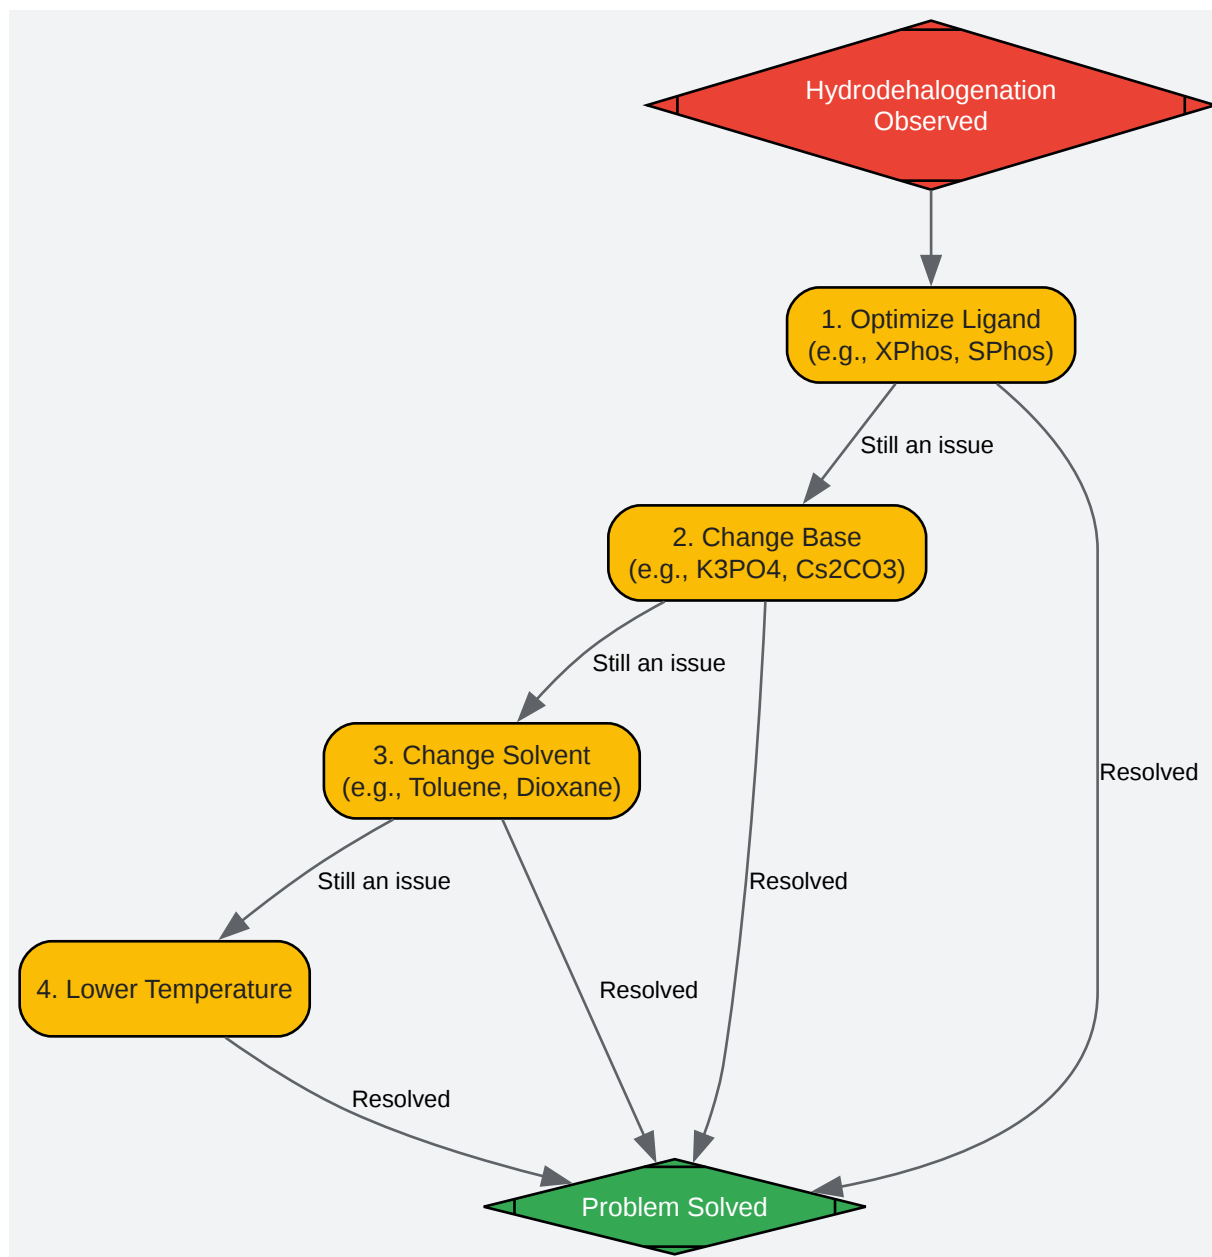 Hydrodehalogenation
Observed
1. Optimize Ligand
(e.g., XPhos, SPhos)
Still an issue
2. Change Base
(e.g., K3PO4, Cs2CO3)
Still an issue
3. Change Solvent
(e.g., Toluene, Dioxane)
Resolved
Still an issue
Resolved
4. Lower Temperature
Resolved
Resolved
Problem Solved